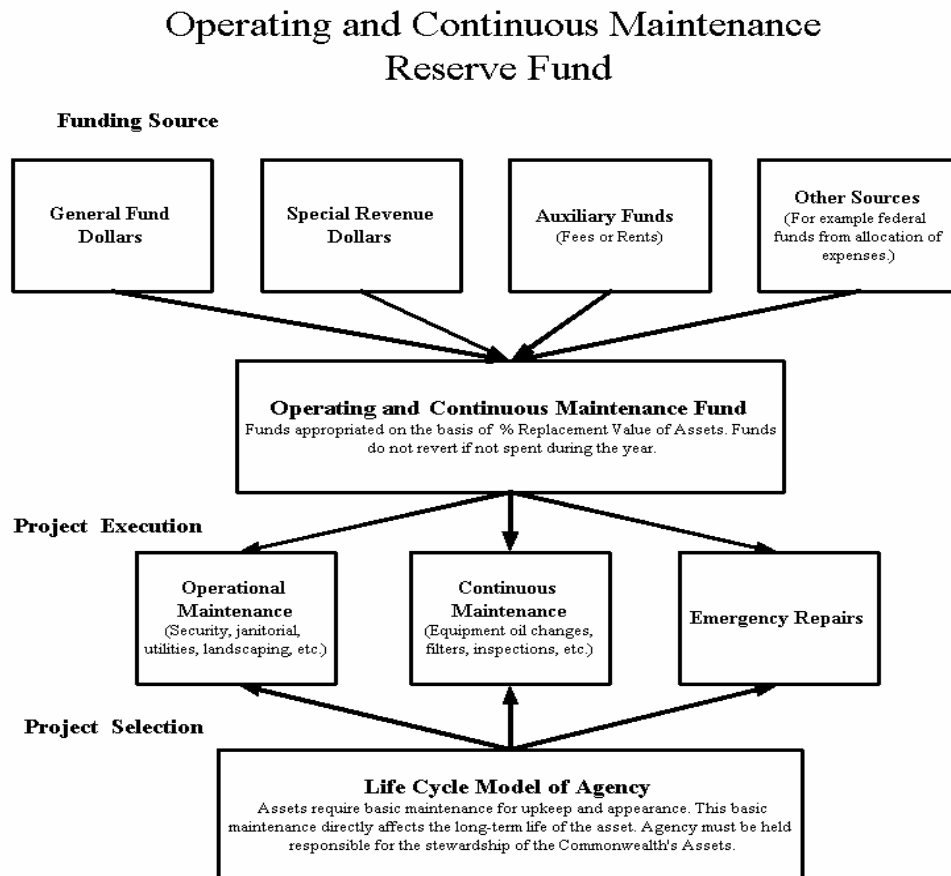 Operating and Continuous Maintenance
Reserve Fund
Funding Source
General Fund
Dollars
Special Revenue
Dollars
Auxiliary Funds
(Fees or Rents)
Other Sources
(For example federal
funds from allocation of
expenses.)
Operating and Continuous Maintenance Fund
Funds appropriated on the basis of % Replacement Value of Assets. Funds
do not revert if not spent during the year.
Project Execution
Operational
Maintenance
(Security, janitorial,
utilities, landscaping, etc.)
Continuous
Maintenance
(Equipment oil changes,
filters, inspections, etc.)
Emergency Repairs
Project Selection
Life Cycle Model of Agency
Assets require basic maintenance for upkeep and appearance. This basic
maintenance directly affects the long-term life of the asset. Agency must be held
responsible for the stewardship of the Commonwealth's Assets.